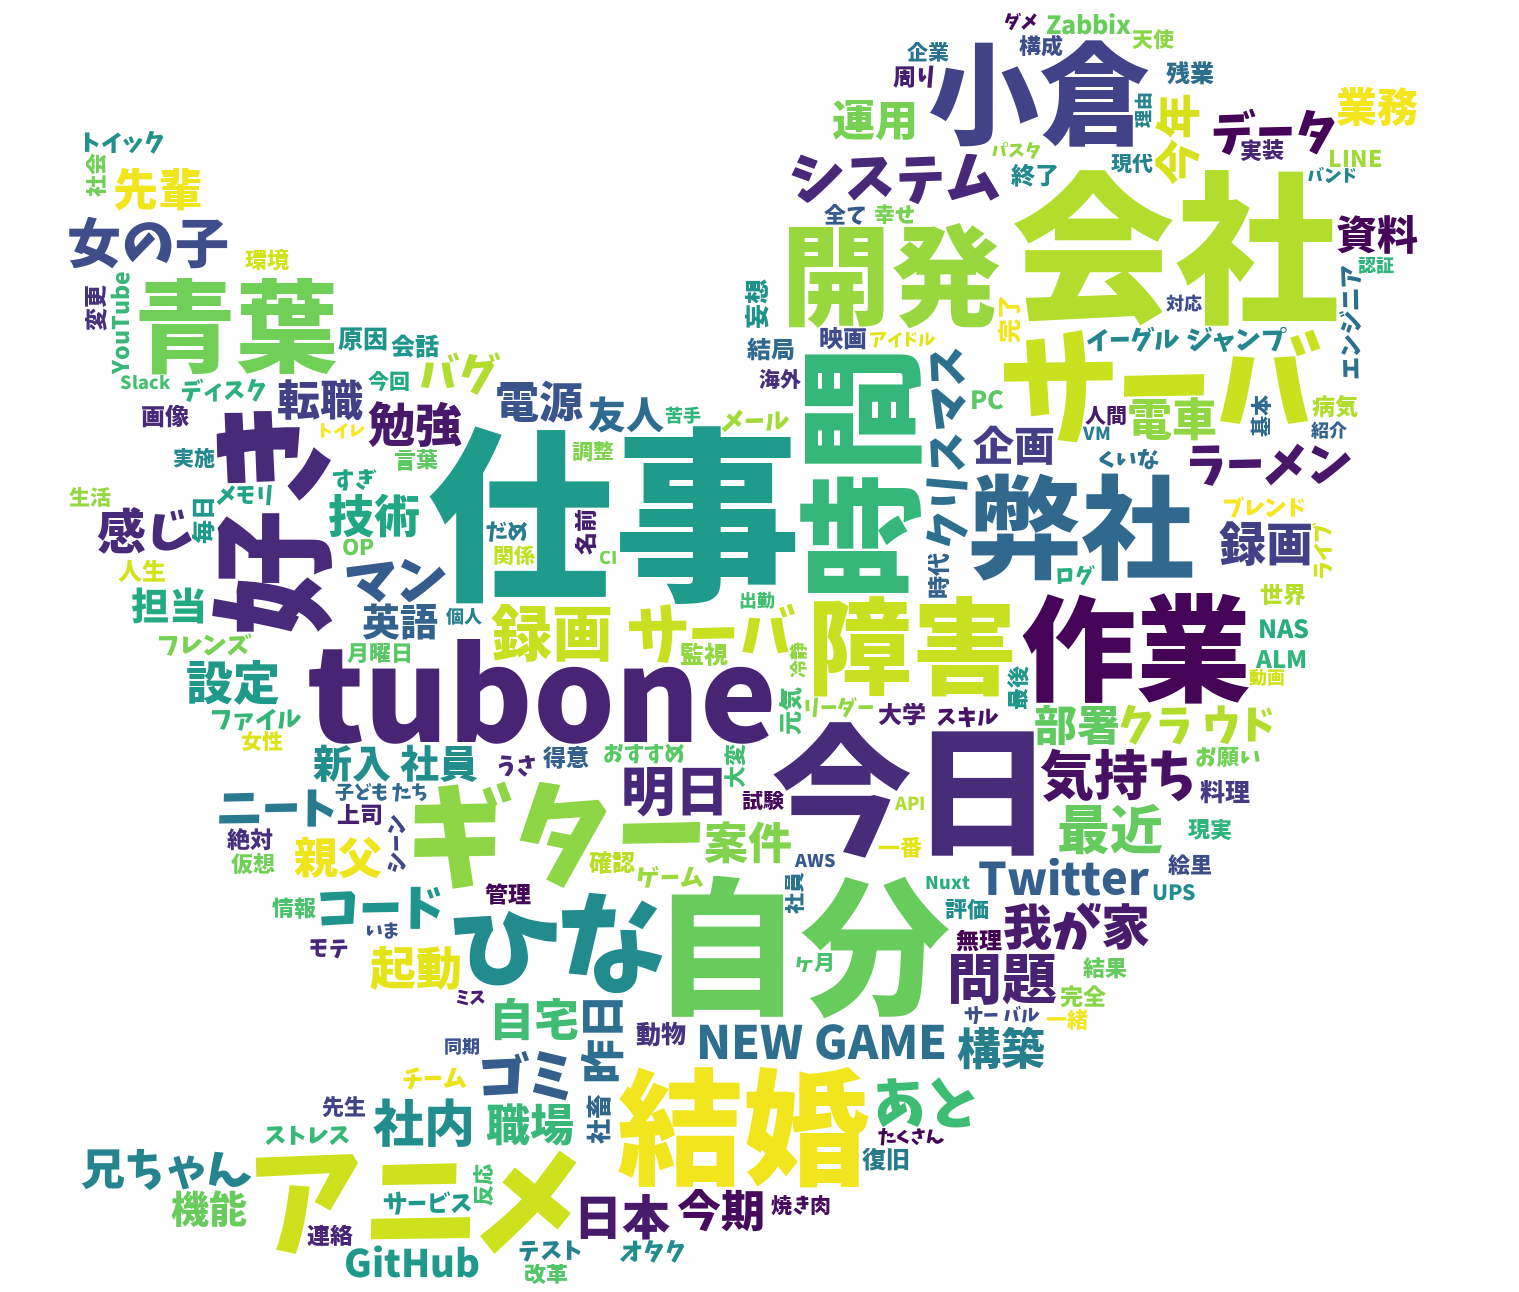 ダメ
Zabbix
天使
構成
企業
小倉
周り
残業
業務
運用
理由
今年
データ
実装
パスタ
LINE
トイック
社会
システム
終了
現代
バンド
先輩
会社
全て
幸せ
女の子
資料
開発
環境
認証
変更
YouTube
青葉
妄想
対応
エンジニア
完了
原因
会話
結局
映画
アイドル
イーグル ジャンプ
サーバ
Slack
ディスク
転職
今回
バグ
電源
海外
時間
クリスマス
PC
人間
VM
電車
基本
病気
紹介
画像
好き
トイレ
勉強
友人
苦手
メール
企画
くいな
ラーメン
実施
言葉
仕事
調整
生活
毎日
メモリ
すぎ
技術
弊社
ブレンド
感じ
OP
だめ
関係
名前
CI
録画
ライブ
人生
マン
時代
ログ
担当
英語
個人
出勤
障害
作業
世界
録画 サーバ
NAS
フレンズ
月曜日
監視
冷静
ALM
設定
tubone
最後
動画
ファイル
元気
リーダー
大学
スキル
部署
クラ ウド
女性
新入 社員
うさ
得意
おすすめ
大変
今日
気持ち
お願い
ニート
子ども たち
上司
ギター
明日
試験
API
料理
絶対
シーン
案件
最近
現実
仮想
親父
確認
ゲーム
AWS
一番
絵里
社員
自分
Nuxt
Twitter
UPS
情報
コード
管理
評価
いま
ひな
無理
我が家
モテ
起動
ケ月
問題
結果
ミス
完全
自宅
昨日
動物
NEW GAME
サー バル
一緒
構築
同期
ゴミ
チーム
結婚
あと
先生
社内
職場
社畜
ストレス
たくさん
兄ちゃん
アニメ
復旧
機能
サービス
反応
日本
今期
焼き肉
連絡
GitHub
テスト
オタク
改革